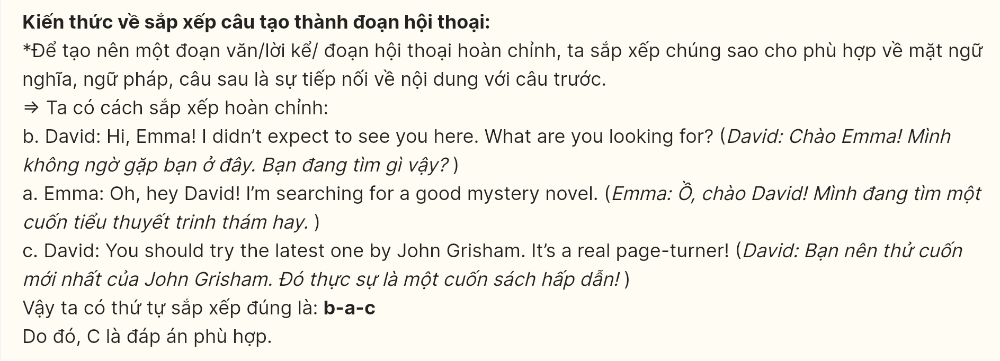 Kiến thức về sắp xếp câu tạo thành đoạn hội thoại:
*Để tạo nên một đoạn văn/lời kể/ đoạn hội thoại hoàn chỉnh, ta sắp xếp chúng sao cho phù hợp về mặt ngữ
nghĩa, ngữ pháp, câu sau là sự tiếp nối về nội dung với câu trước.
⇒ Ta có cách sắp xếp hoàn chỉnh:
b. David: Hi, Emma! I didn’t expect to see you here. What are you looking for? (David: Chào Emma! Mình
không ngờ gặp bạn ở đây. Bạn đang tìm gì vậy? )
a. Emma: Oh, hey David! I’m searching for a good mystery novel. (Emma: Ồ, chào David! Mình đang tìm một
cuốn tiểu thuyết trinh thám hay. )
c. David: You should try the latest one by John Grisham. It’s a real page-turner! (David: Bạn nên thử cuốn
mới nhất của John Grisham. Đó thực sự là một cuốn sách hấp dẫn! )
Vậy ta có thứ tự sắp xếp đúng là: b-a-c
Do đó, C là đáp án phù hợp.